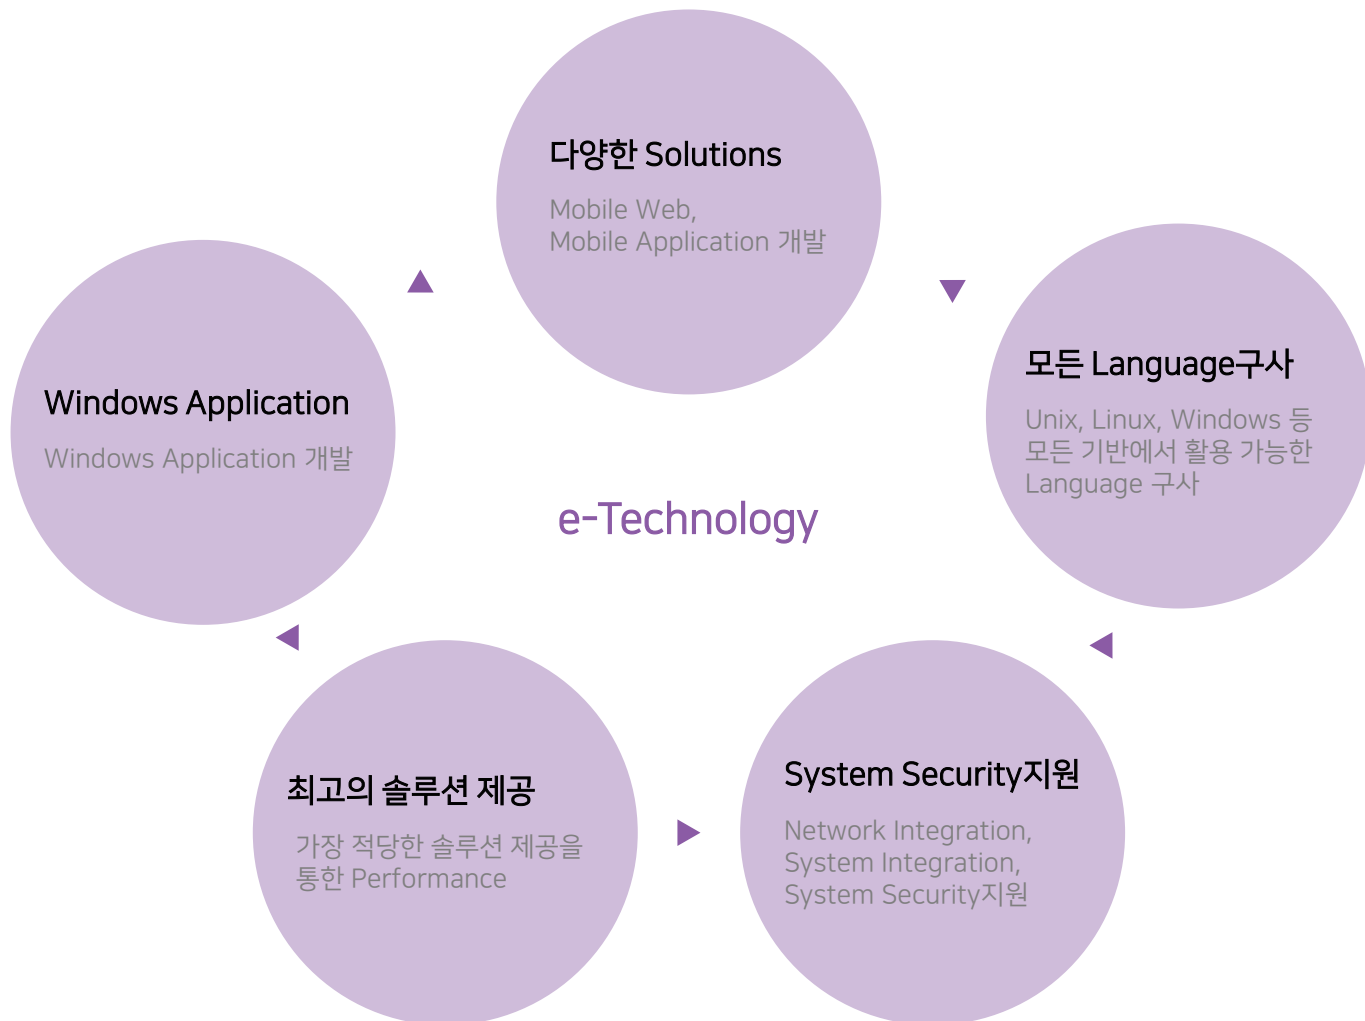 다양한 Solutions
Mobile Web,
Mobile Application 개발
모든 Language구사
Unix, Linux, Windows 등
모든 기반에서 활용 가능한
Language 구사
Windows Application
Windows Application 개발
e-Technology
최고의 솔루션 제공
가장 적당한 솔루션 제공을
통한 Performance
System Security지원
Network Integration,
System Integration,
System Security지원